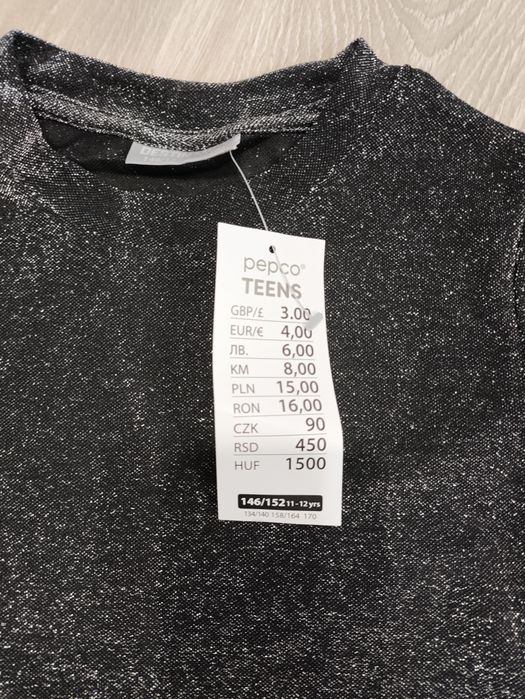 pepco®
TEENS
GBP/£ 3.00
EUR/€ 4,00
ЛВ. 6,00
KM 8,00
PLN 15,00
RON 16,00
CZK 90
RSD 450
HUF 1500
146/152 11-12 yrs
134/140 158/164 170